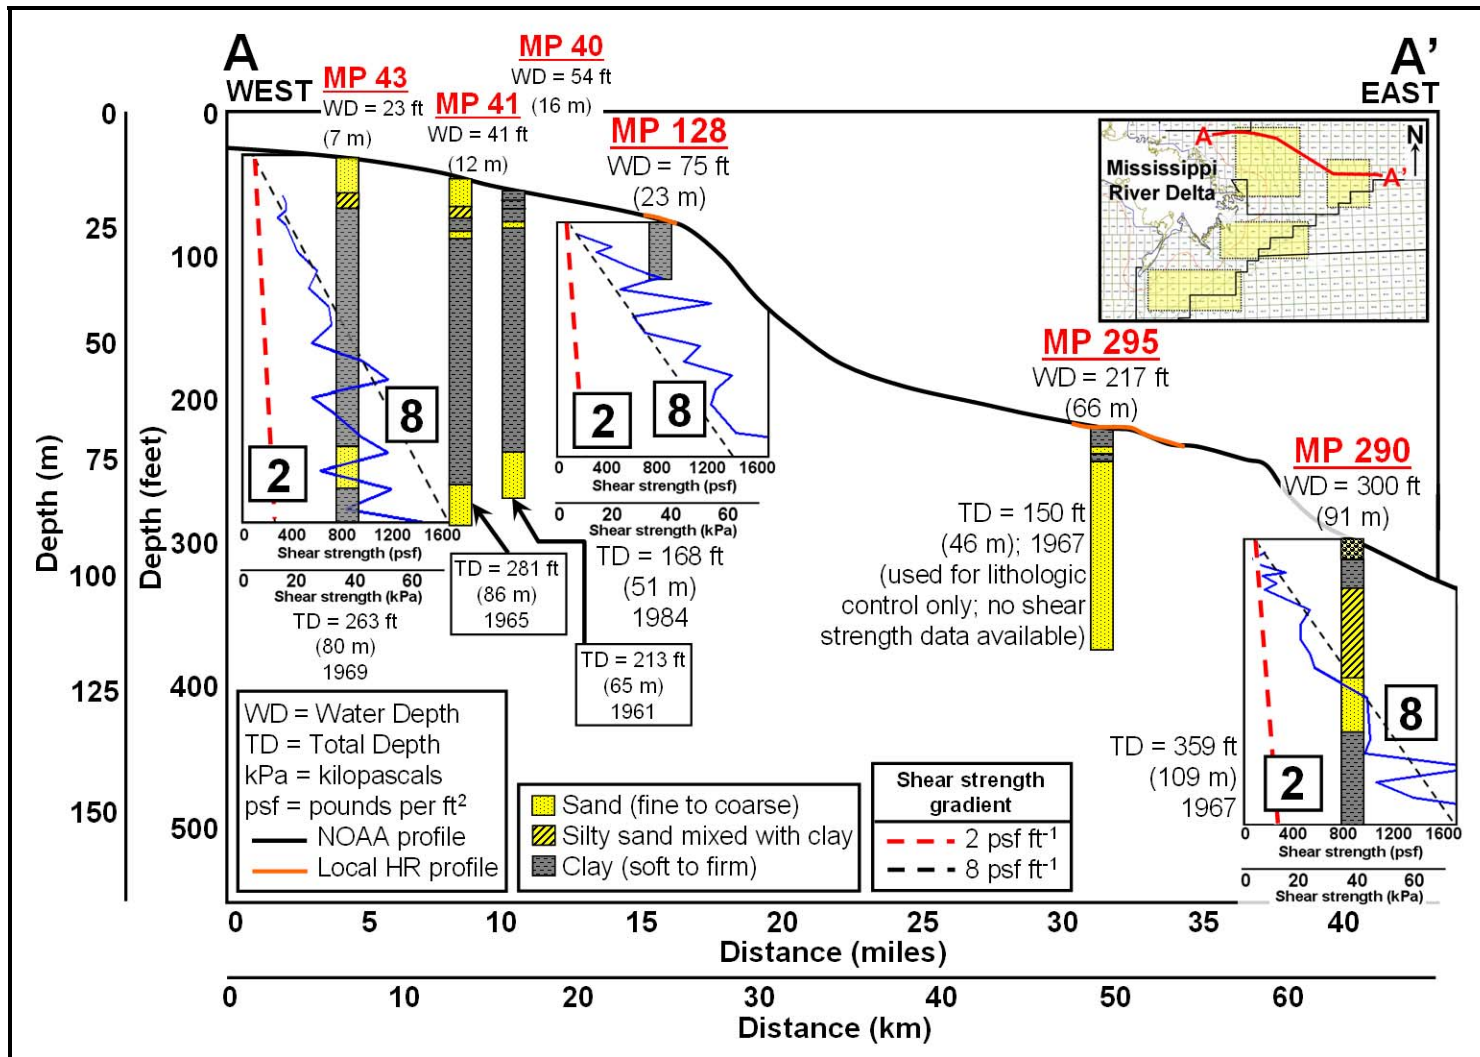 A
WEST
MP 43
WD = 23 ft
(7 m)
MP 41
WD = 41 ft
(12 m)
MP 40
WD = 54 ft
(16 m)
MP 128
WD = 75 ft
(23 m)
A’
EAST
A
Mississippi
River Delta
N
A’
MP 295
WD = 217 ft
(66 m)
MP 290
WD = 300 ft
(91 m)
0
25
50
75
100
125
150
Depth (m)
0
100
200
300
400
500
Depth (feet)
2
8
0 400 800 1200 1600
Shear strength (psf)
0 20 40 60
Shear strength (kPa)
TD = 263 ft
(80 m)
1969
TD = 281 ft
(86 m)
1965
TD = 213 ft
(65 m)
1961
2
8
0 400 800 1200 1600
Shear strength (psf)
0 20 40 60
Shear strength (kPa)
TD = 168 ft
(51 m)
1984
TD = 150 ft
(46 m); 1967
(used for lithologic
control only; no shear
strength data available)
TD = 359 ft
(109 m)
1967
2
8
0 400 800 1200 1600
Shear strength (psf)
0 20 40 60
Shear strength (kPa)
WD = Water Depth
TD = Total Depth
kPa = kilopascals
psf = pounds per ft²
NOAA profile
Local HR profile
Sand (fine to coarse)
Silty sand mixed with clay
Clay (soft to firm)
Shear strength
gradient
2 psf ft⁻¹
8 psf ft⁻¹
0 5 10 15 20 25 30 35 40
Distance (miles)
0 10 20 30 40 50 60
Distance (km)